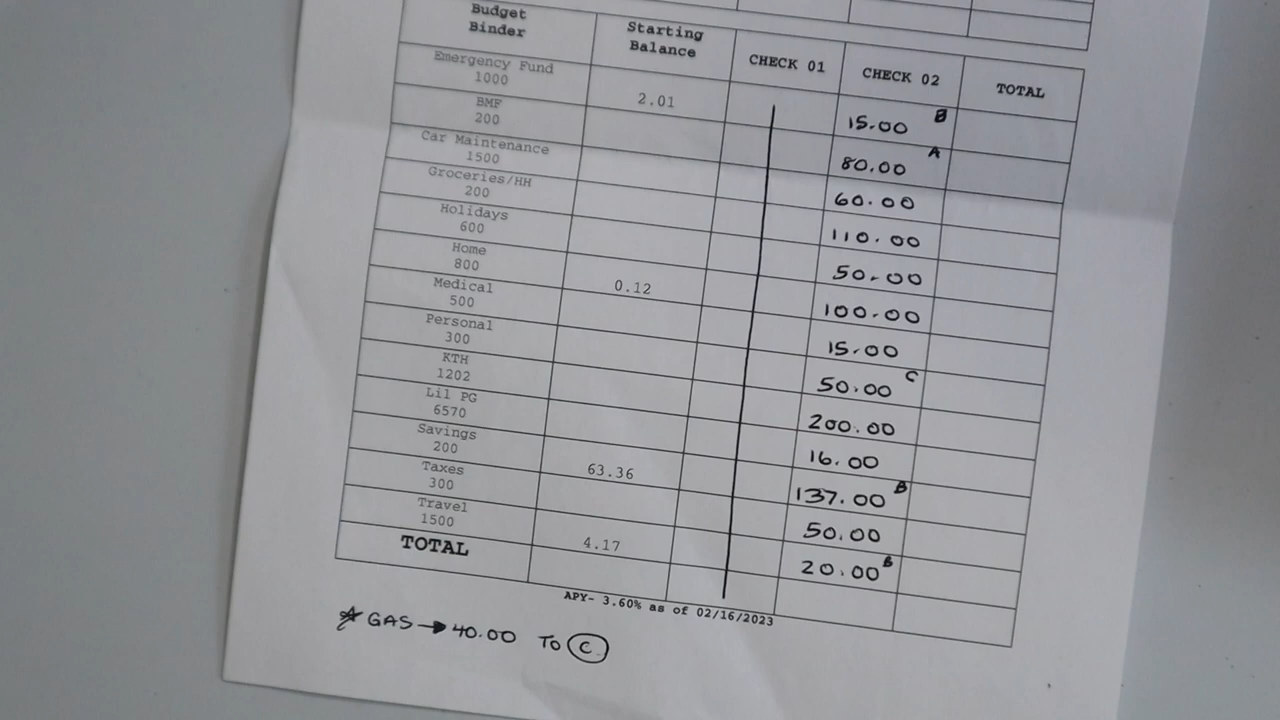 Budget Binder Starting Balance CHECK 01 CHECK 02 TOTAL
Emergency Fund 1000 2.01 15.00 B
BMF 200 80.00 A
Car Maintenance 1500 60.00
Groceries/HH 200 110.00
Holidays 600 50.00
Home 800 0.12 100.00
Medical 500 15.00
Personal 300 50.00 C
KTH 1202 200.00
Lil PG 6570 16.00
Savings 200 63.36 137.00 B
Taxes 300 50.00
Travel 1500 4.17 20.00 B
TOTAL
APY- 3.60% as of 02/16/2023
* GAS → 40.00 TO C